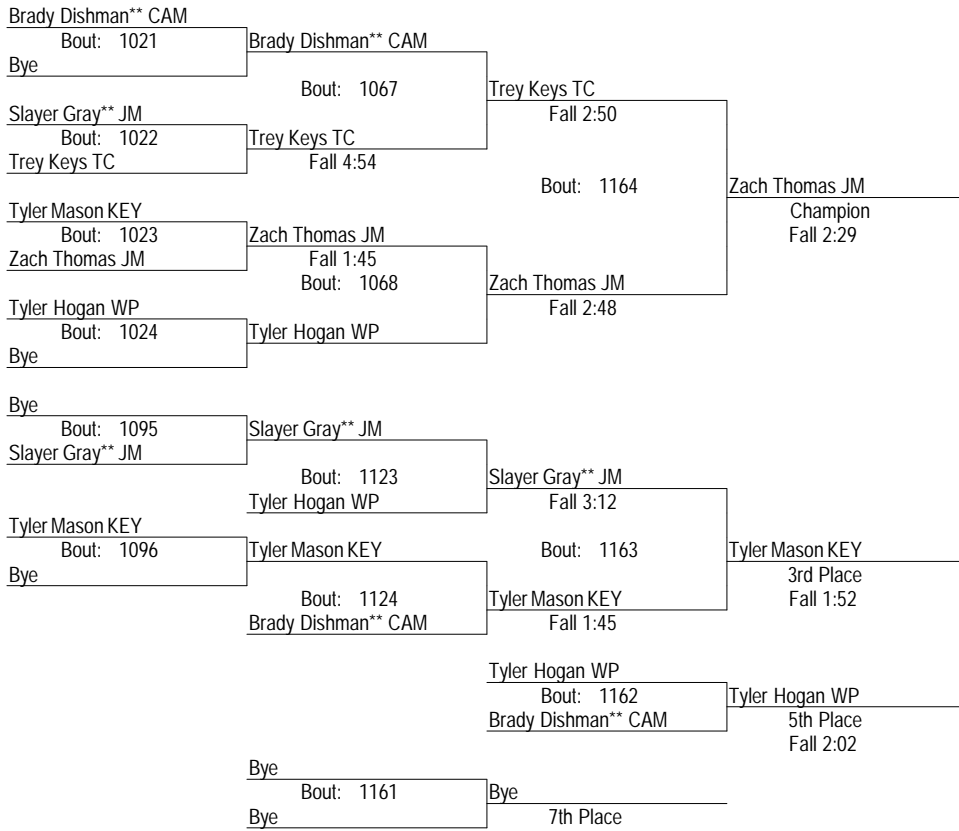 Brady Dishman** CAM
Bout: 1021
Brady Dishman** CAM
Bye
Bout: 1067
Trey Keys TC
Slayer Gray** JM
Fall 2:50
Bout: 1022
Trey Keys TC
Trey Keys TC
Fall 4:54
Bout: 1164
Zach Thomas JM
Tyler Mason KEY
Champion
Bout: 1023
Zach Thomas JM
Fall 2:29
Zach Thomas JM
Fall 1:45
Bout: 1068
Zach Thomas JM
Tyler Hogan WP
Fall 2:48
Bout: 1024
Tyler Hogan WP
Bye
Bye
Bout: 1095
Slayer Gray** JM
Slayer Gray** JM
Bout: 1123
Slayer Gray** JM
Tyler Hogan WP
Fall 3:12
Tyler Mason KEY
Bout: 1096
Tyler Mason KEY
Bout: 1163
Tyler Mason KEY
Bye
3rd Place
Bout: 1124
Tyler Mason KEY
Fall 1:52
Brady Dishman** CAM
Fall 1:45
Tyler Hogan WP
Bout: 1162
Tyler Hogan WP
Brady Dishman** CAM
5th Place
Fall 2:02
Bye
Bout: 1161
Bye
Bye
7th Place